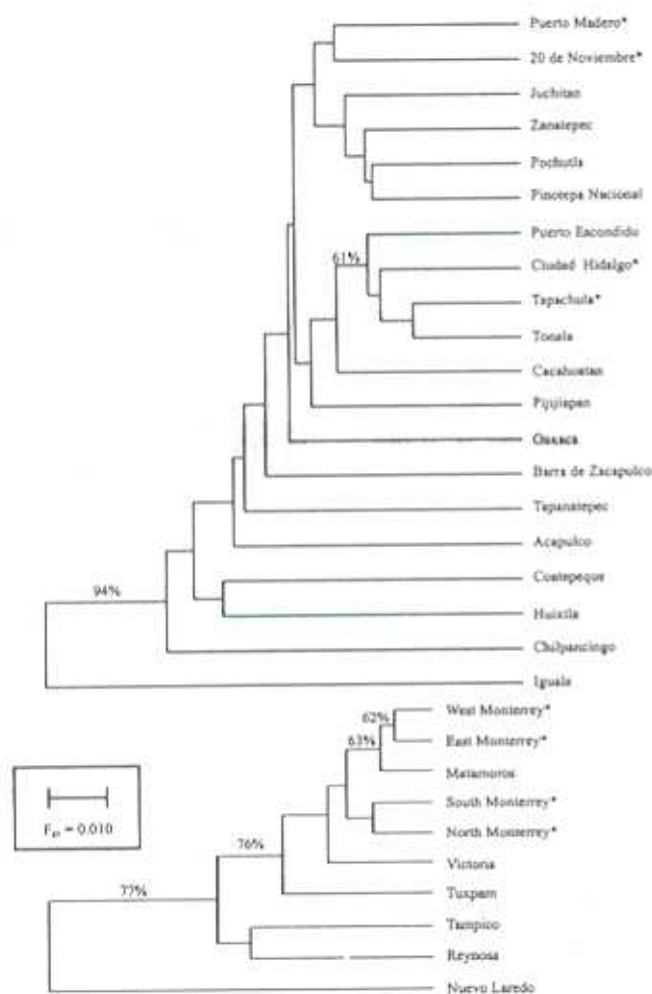 Puerto Madero*
20 de Noviembre*
Juchitan
Zanatepec
Pochutla
Pinotepa Nacional
Puerto Escondido
61%
Ciudad Hidalgo*
Tapachula*
Tonala
Cacahoatan
Pijijiapan
Oaxaca
Barra de Zacapulco
Tapanatepec
Acapulco
Coatepeque
94%
Huixtla
Chilpancingo
Iguala
West Monterrey*
62%
East Monterrey*
63%
Matamoros
South Monterrey*
North Monterrey*
Fst = 0.010
76%
Victoria
77%
Tuxpam
Tampico
Reynosa
Nuevo Laredo